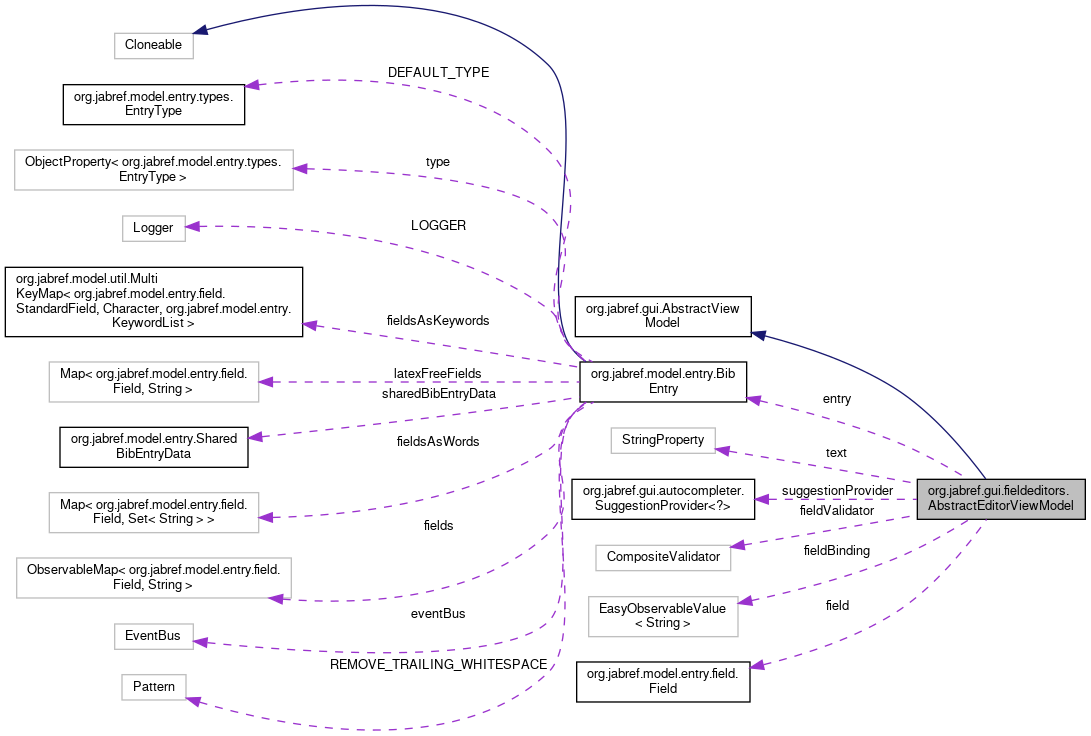 Cloneable
DEFAULT_TYPE
org.jabref.model.entry.types.
EntryType
ObjectProperty< org.jabref.model.entry.types.
EntryType >
type
Logger
LOGGER
org.jabref.model.util.Multi
KeyMap< org.jabref.model.entry.field.
StandardField, Character, org.jabref.model.entry.
KeywordList >
fieldsAsKeywords
org.jabref.gui.AbstractView
Model
Map< org.jabref.model.entry.field.
Field, String >
latexFreeFields
sharedBibEntryData
org.jabref.model.entry.Bib
Entry
entry
org.jabref.model.entry.Shared
BibEntryData
fieldsAsWords
StringProperty
text
Map< org.jabref.model.entry.field.
Field, Set< String > >
fields
org.jabref.gui.autocompleter.
SuggestionProvider<?>
suggestionProvider
fieldValidator
org.jabref.gui.fieldeditors.
AbstractEditorViewModel
ObservableMap< org.jabref.model.entry.field.
Field, String >
CompositeValidator
fieldBinding
EventBus
eventBus
EasyObservableValue
< String >
field
Pattern
REMOVE_TRAILING_WHITESPACE
org.jabref.model.entry.field.
Field